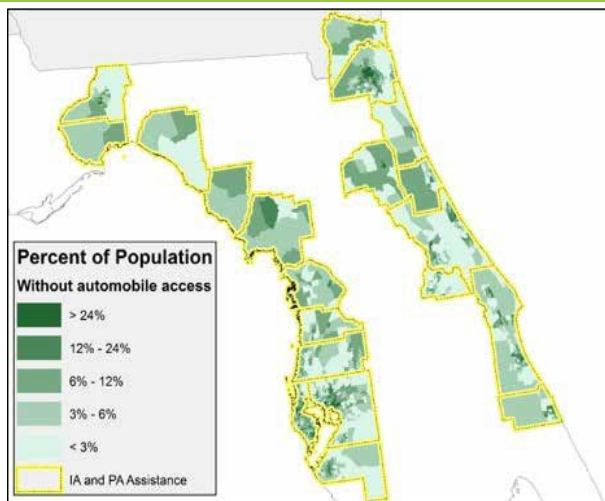 Percent of Population
Without automobile access
> 24%
12% - 24%
6% - 12%
3% - 6%
< 3%
IA and PA Assistance